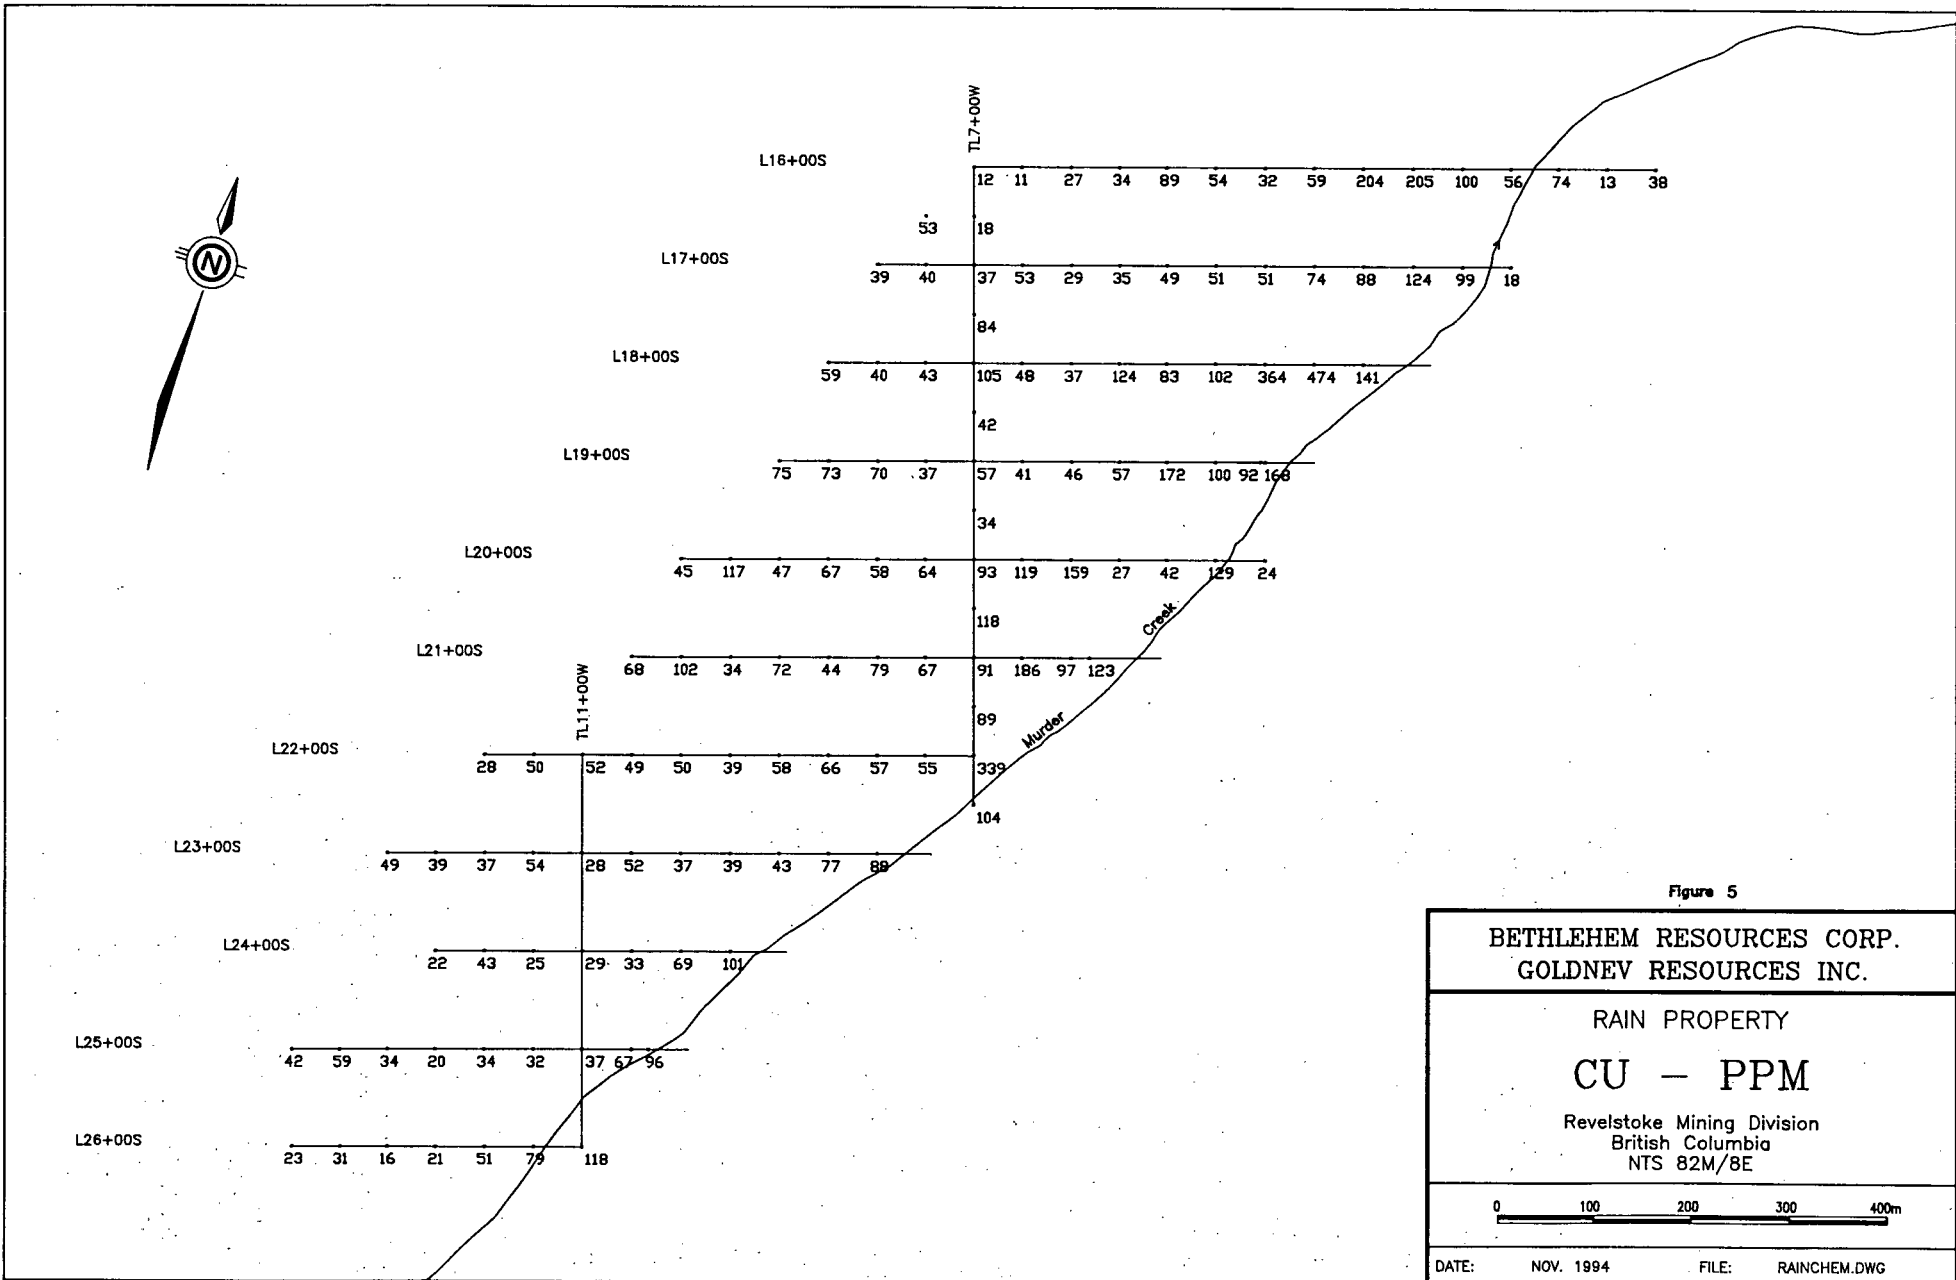 TL7+00W
L16+00S
12 11 27 34 89 54 32 59 204 205 100 56 74 13 38
53 18
N
L17+00S
39 40 37 53 29 35 49 51 51 74 88 124 99 18
84
L18+00S
59 40 43 105 48 37 124 83 102 364 474 141
42
L19+00S
75 73 70 37 57 41 46 57 172 100 92 168
34
L20+00S
45 117 47 67 58 64 93 119 159 27 42 129 24
118
Creek
L21+00S
68 102 34 72 44 79 67 91 186 97 123
TL11+00W
89
Murder
L22+00S
28 50 52 49 50 39 58 66 57 55 339
104
L23+00S
49 39 37 54 28 52 37 39 43 77 88
L24+00S
22 43 25 29 33 69 101
L25+00S
42 59 34 20 34 32 37 67 96
L26+00S
23 31 16 21 51 79 118
Figure 5
BETHLEHEM RESOURCES CORP.
GOLDNEV RESOURCES INC.
RAIN PROPERTY
CU - PPM
Revelstoke Mining Division
British Columbia
NTS 82M/8E
0 100 200 300 400m
DATE: NOV. 1994 FILE: RAINCHEM.DWG